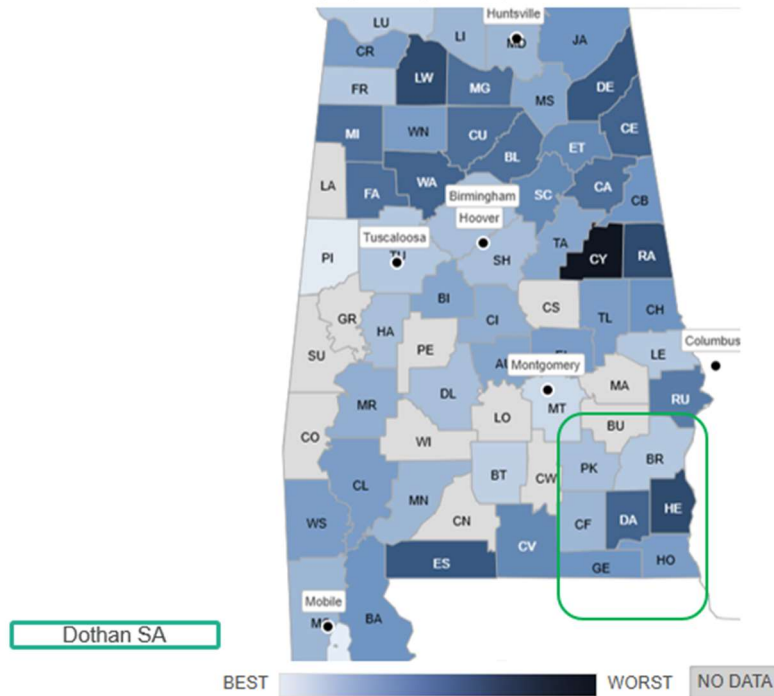 Huntsville
LU
LI
MD
JA
CR
LW
FR
MG
MS
DE
MI
WN
CU
BL
ET
CE
LA
FA
WA
SC
CA
CB
Birmingham
Hoover
Tuscaloosa
TU
PI
SH
TA
CY
RA
BI
CS
GR
HA
CI
TL
CH
PE
SU
AU
LE
Columbus
Montgomery
MA
DL
MT
RU
MR
LO
BU
CO
WI
BT
CW
PK
BR
CL
MN
CN
CF
DA
HE
WS
ES
CV
GE
HO
Mobile
BA
Dothan SA
BEST
WORST
NO DATA